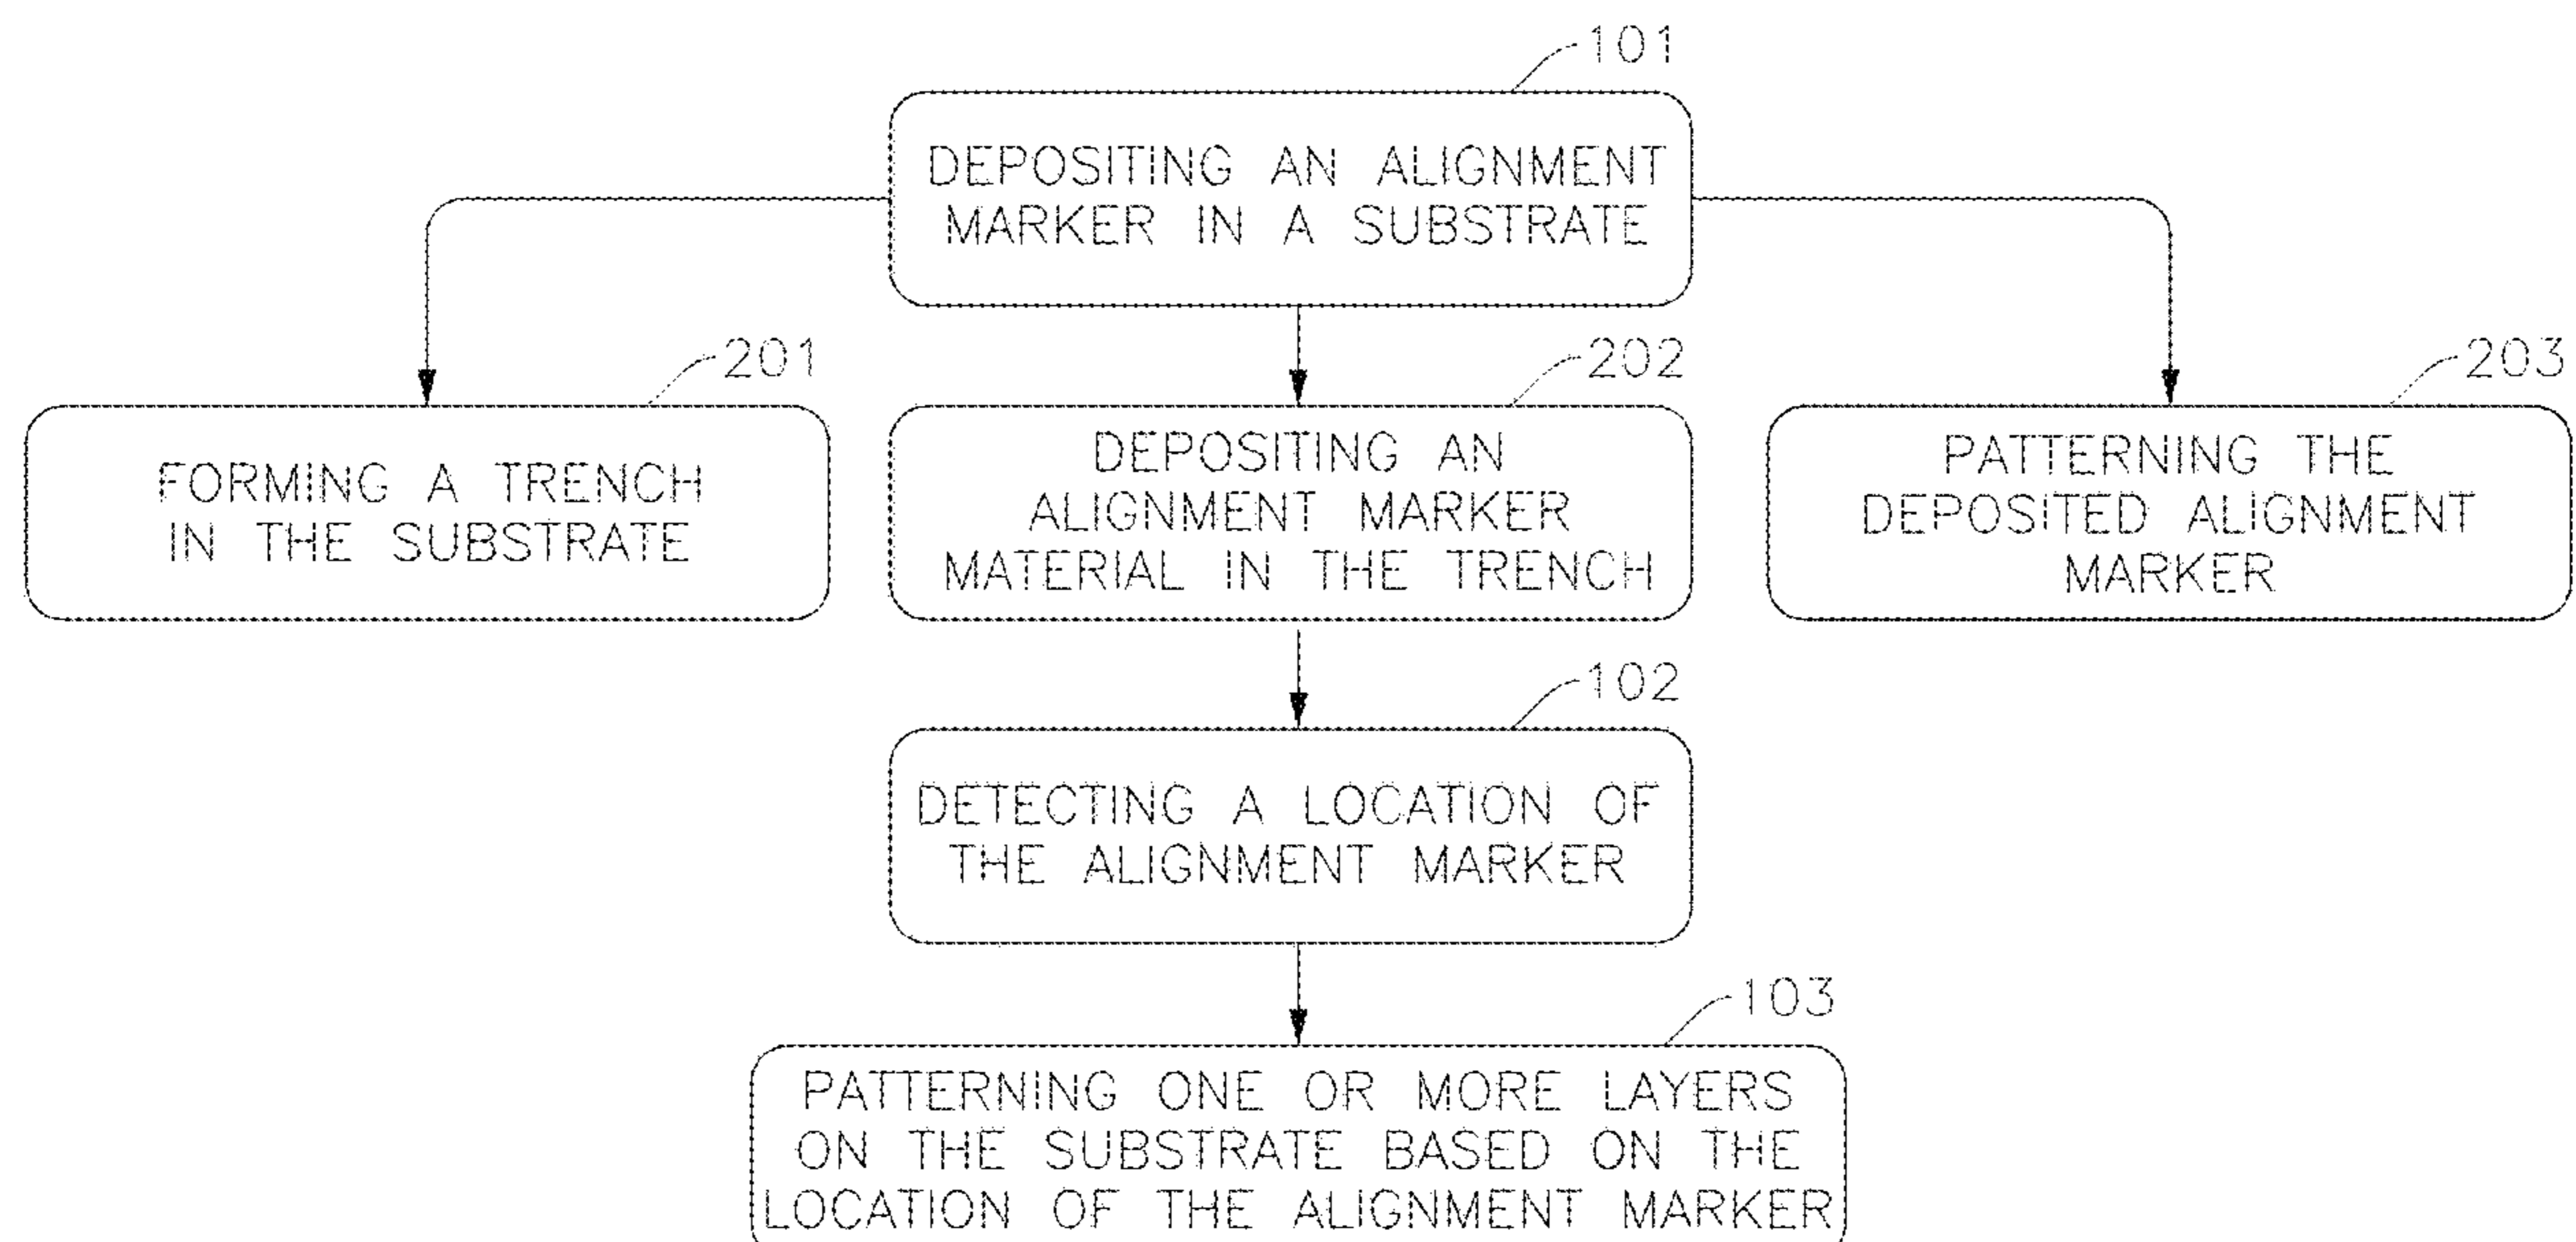 101
DEPOSITING AN ALIGNMENT
MARKER IN A SUBSTRATE
201
FORMING A TRENCH
IN THE SUBSTRATE
202
DEPOSITING AN
ALIGNMENT MARKER
MATERIAL IN THE TRENCH
203
PATTERNING THE
DEPOSITED ALIGNMENT
MARKER
102
DETECTING A LOCATION OF
THE ALIGNMENT MARKER
103
PATTERNING ONE OR MORE LAYERS
ON THE SUBSTRATE BASED ON THE
LOCATION OF THE ALIGNMENT MARKER